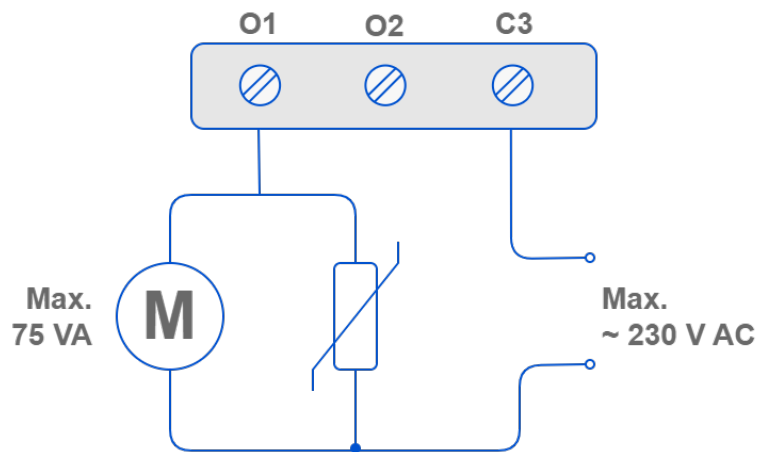 O1 O2 C3
M
Max.
75 VA
Max.
~ 230 V AC